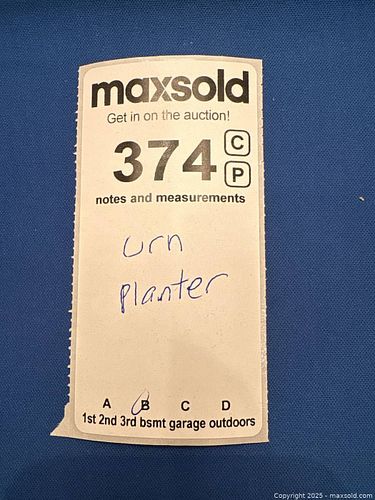 maxsold
Get in on the auction!
374 C
P
notes and measurements
urn
planter
A B C D
1st 2nd 3rd bsmt garage outdoors
Copyright 2025 - maxsold.com